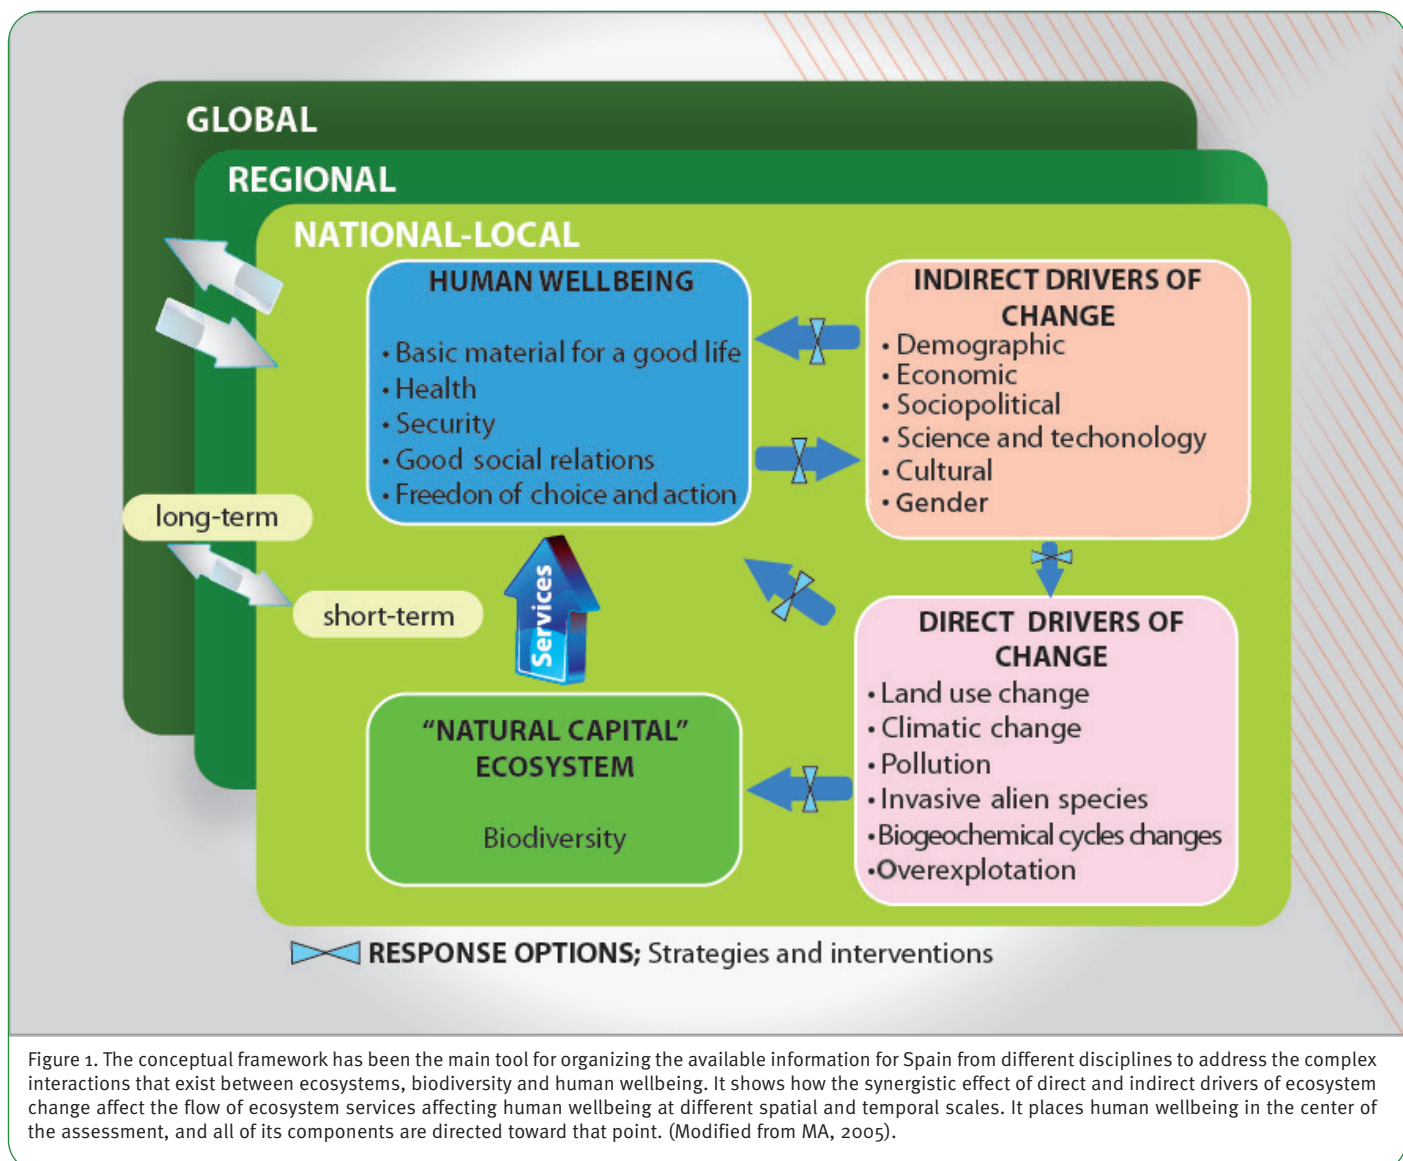 GLOBAL
REGIONAL
NATIONAL-LOCAL
HUMAN WELLBEING
• Basic material for a good life
• Health
• Security
• Good social relations
• Freedon of choice and action
INDIRECT DRIVERS OF
CHANGE
• Demographic
• Economic
• Sociopolitical
• Science and techonology
• Cultural
• Gender
long-term
short-term
Services
DIRECT DRIVERS OF
CHANGE
• Land use change
• Climatic change
• Pollution
• Invasive alien species
• Biogeochemical cycles changes
• Overexplotation
“NATURAL CAPITAL”
ECOSYSTEM
Biodiversity
RESPONSE OPTIONS; Strategies and interventions
Figure 1. The conceptual framework has been the main tool for organizing the available information for Spain from different disciplines to address the complex
interactions that exist between ecosystems, biodiversity and human wellbeing. It shows how the synergistic effect of direct and indirect drivers of ecosystem
change affect the flow of ecosystem services affecting human wellbeing at different spatial and temporal scales. It places human wellbeing in the center of
the assessment, and all of its components are directed toward that point. (Modified from MA, 2005).